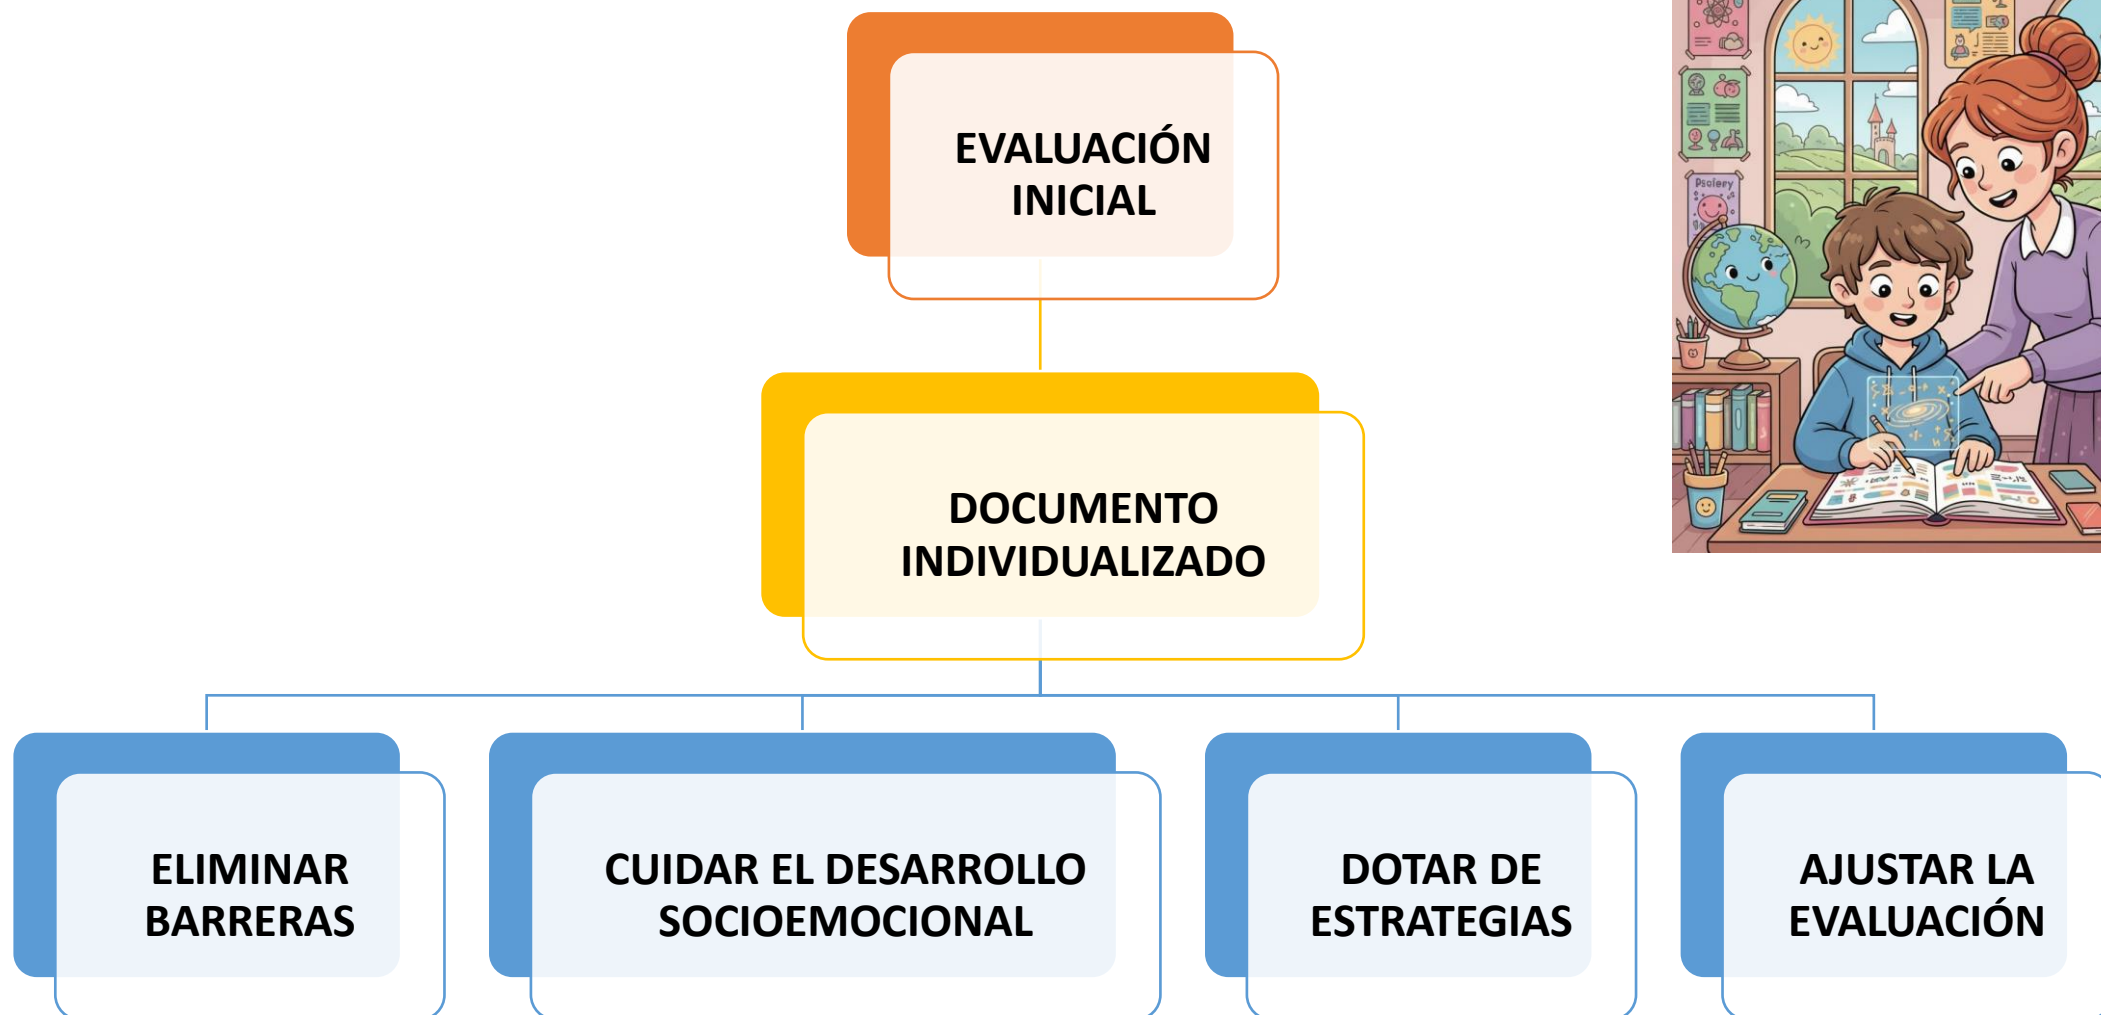 EVALUACIÓN
INICIAL
DOCUMENTO
INDIVIDUALIZADO
ELIMINAR
BARRERAS
CUIDAR EL DESARROLLO
SOCIOEMOCIONAL
DOTAR DE
ESTRATEGIAS
AJUSTAR LA
EVALUACIÓN